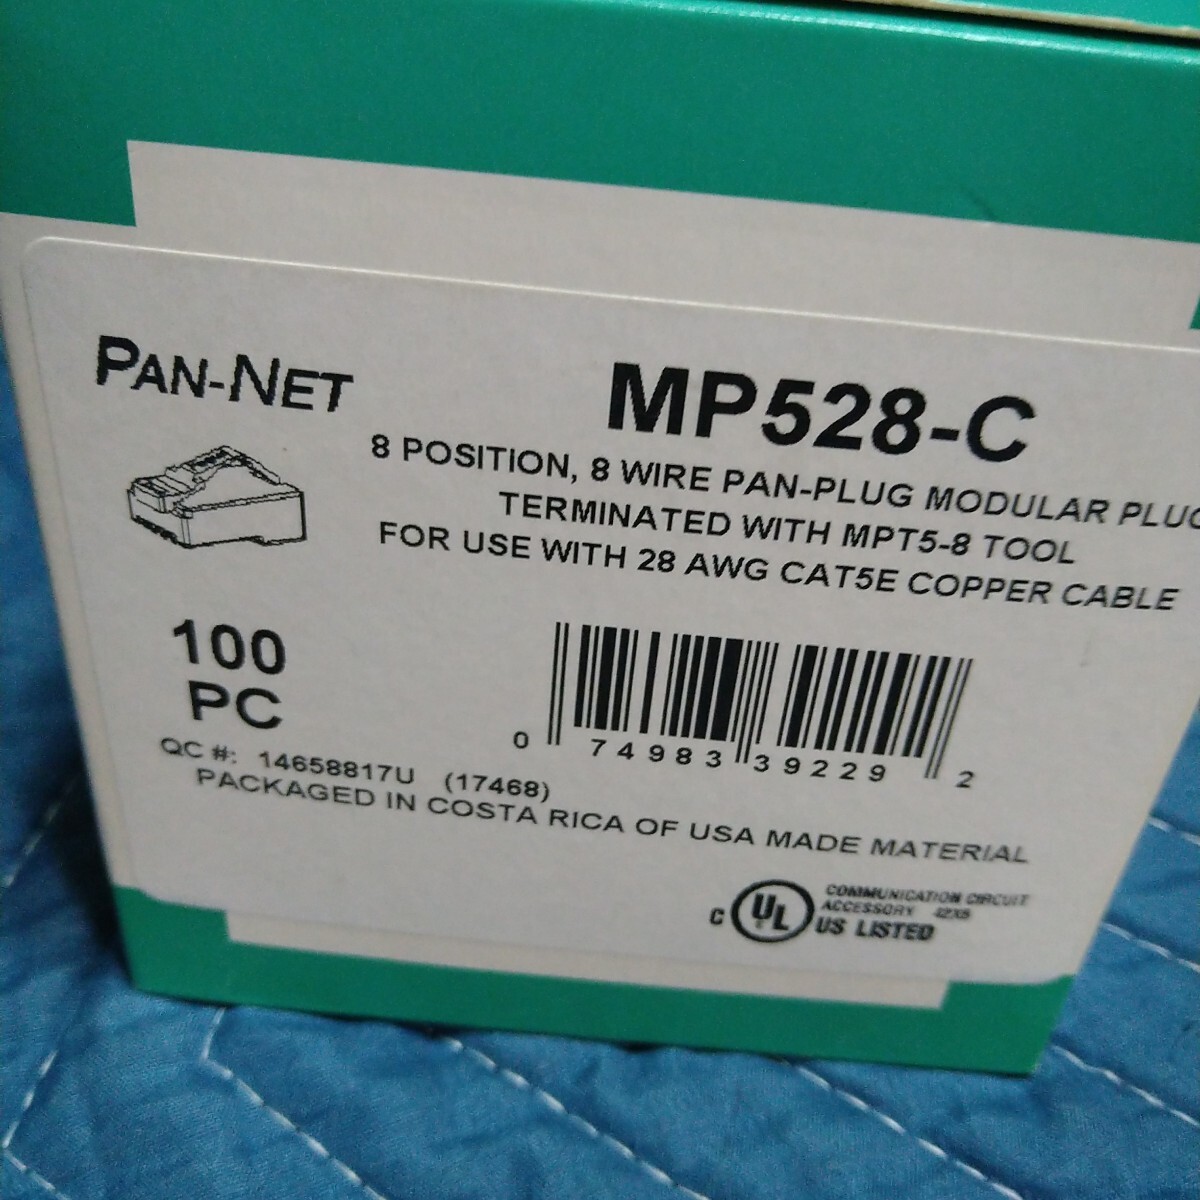 PAN-NET
MP528-C
8 POSITION, 8 WIRE PAN-PLUG MODULAR PLUG
TERMINATED WITH MPT5-8 TOOL
FOR USE WITH 28 AWG CAT5E COPPER CABLE
100
PC
0 74983 39229 2
QC #: 14658817U (17468)
PACKAGED IN COSTA RICA OF USA MADE MATERIAL
C UL US LISTED
COMMUNICATION CIRCUIT
ACCESSORY